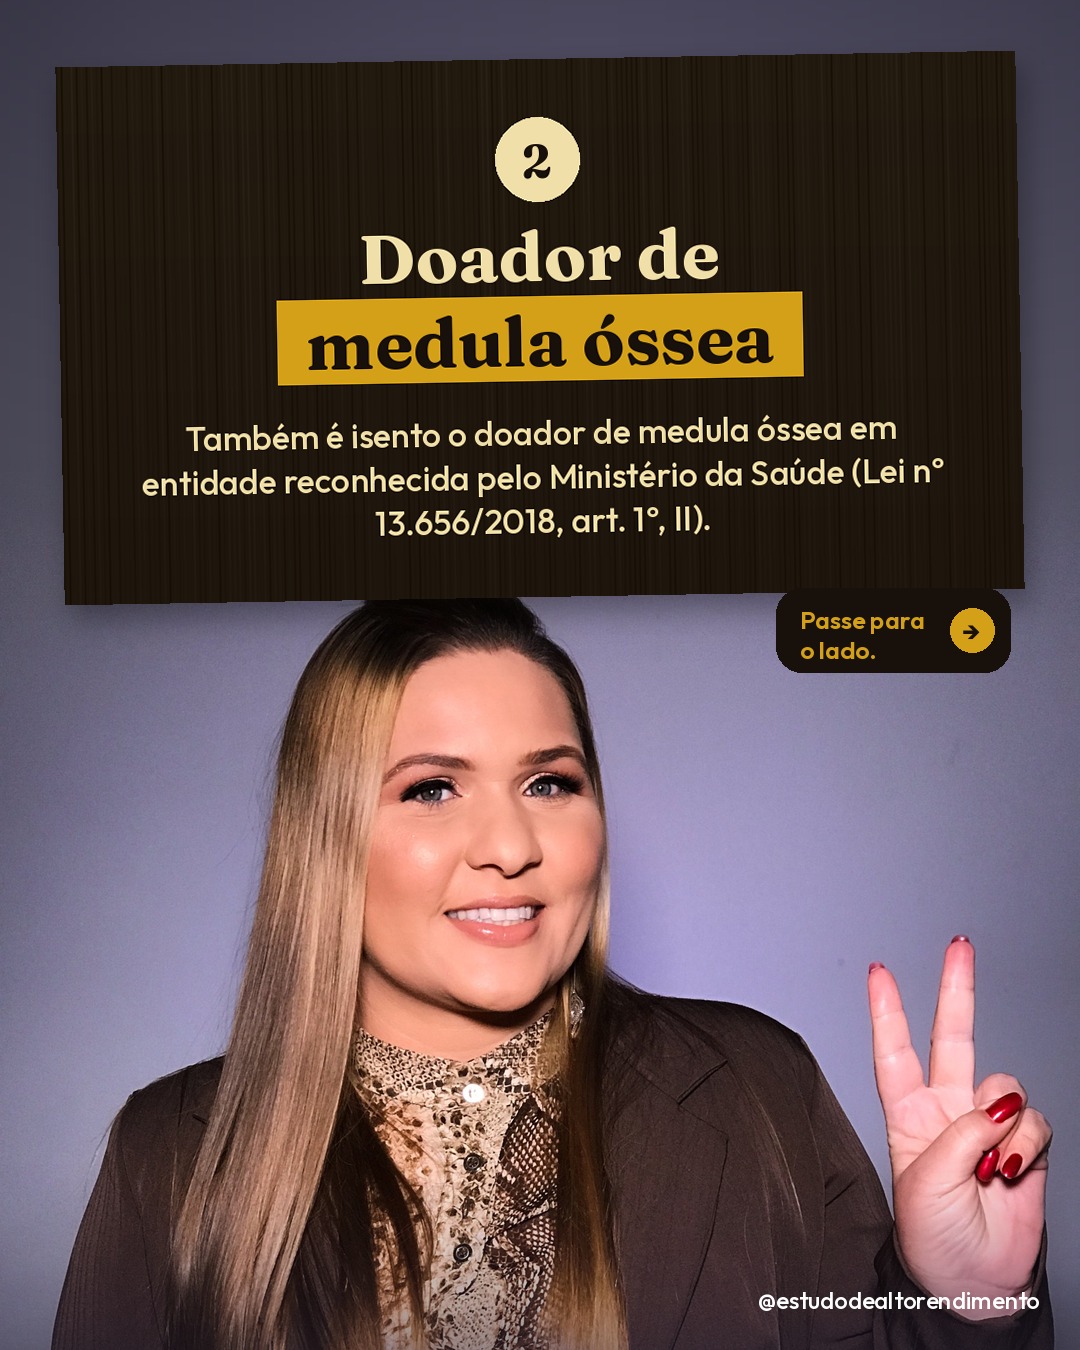 2
Doador de
medula óssea
Também é isento o doador de medula óssea em
entidade reconhecida pelo Ministério da Saúde (Lei nº
13.656/2018, art. 1º, II).
Passe para
o lado.
@estudodealtorendimento